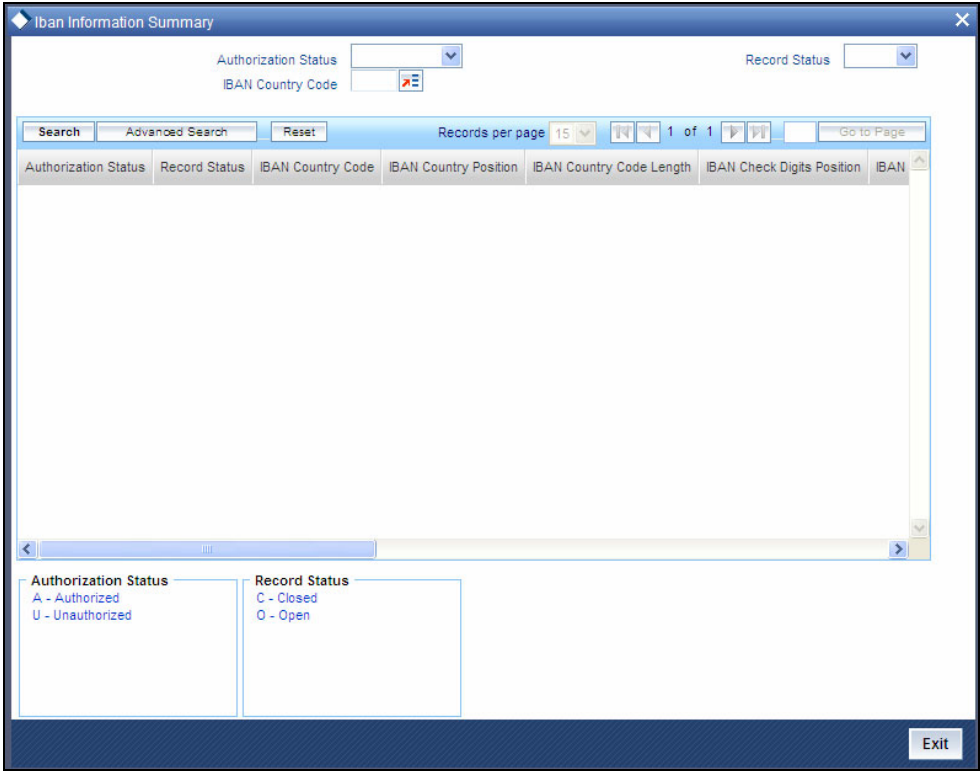 Iban Information Summary
Authorization Status
Record Status
IBAN Country Code
Search Advanced Search Reset Records per page 15 1 of 1 Go to Page
Authorization Status Record Status IBAN Country Code IBAN Country Position IBAN Country Code Length IBAN Check Digits Position IBAN
Authorization Status
A - Authorized
U - Unauthorized
Record Status
C - Closed
O - Open
Exit